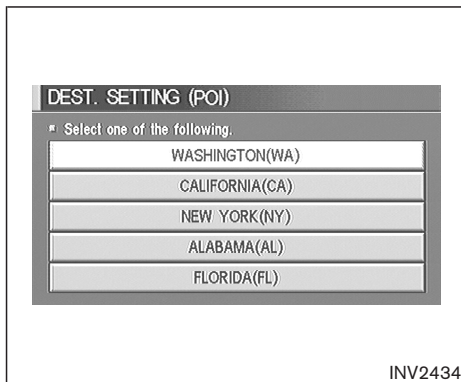 DEST. SETTING (POI)
Select one of the following.
WASHINGTON(WA)
CALIFORNIA(CA)
NEW YORK(NY)
ALABAMA(AL)
FLORIDA(FL)
INV2434